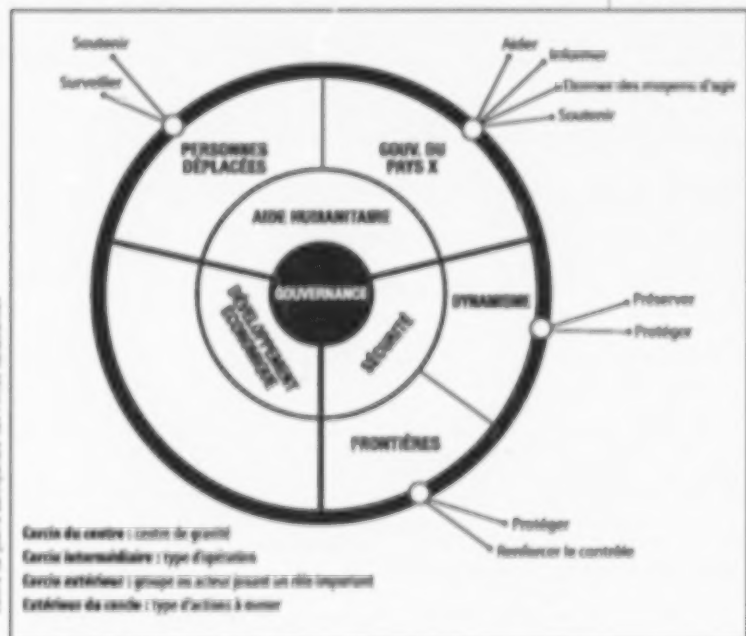 Soutenir
Surveiller
Aider
Informer
Donner des moyens d'agir
Soutenir
PERSONNES
DÉPLACÉES
GOUV. DU
PAYS X
AIDE HUMANITAIRE
GOUVERNANCE
DÉVELOPPEMENT
ÉCONOMIQUE
SÉCURITÉ
DYNAMISME
Préserver
Protéger
FRONTIÈRES
Protéger
Renforcer le contrôle
Cercle du centre : centre de gravité
Cercle intermédiaire : type d'opération
Cercle extérieur : groupe ou acteur jouant un rôle important
Extérieur du cercle : type d'actions à mener